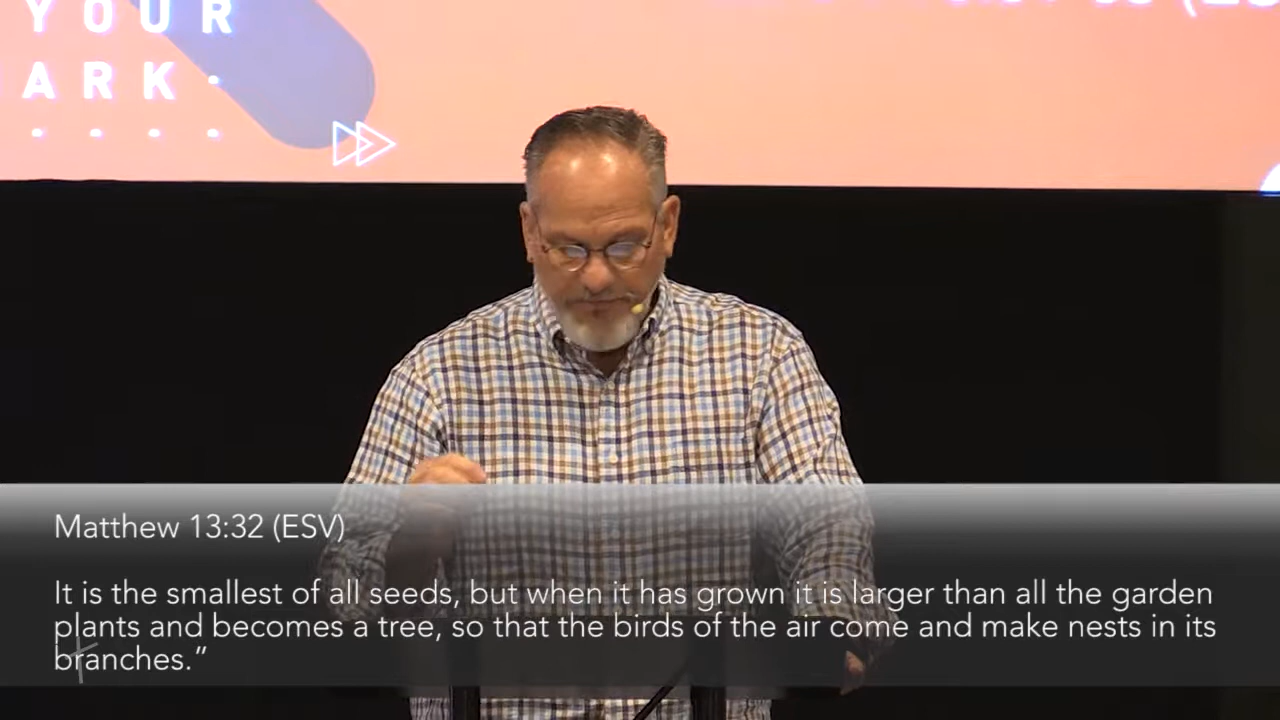 YOUR
ARK
Matthew 13:32 (ESV)
It is the smallest of all seeds, but when it has grown it is larger than all the garden
plants and becomes a tree, so that the birds of the air come and make nests in its
branches.”